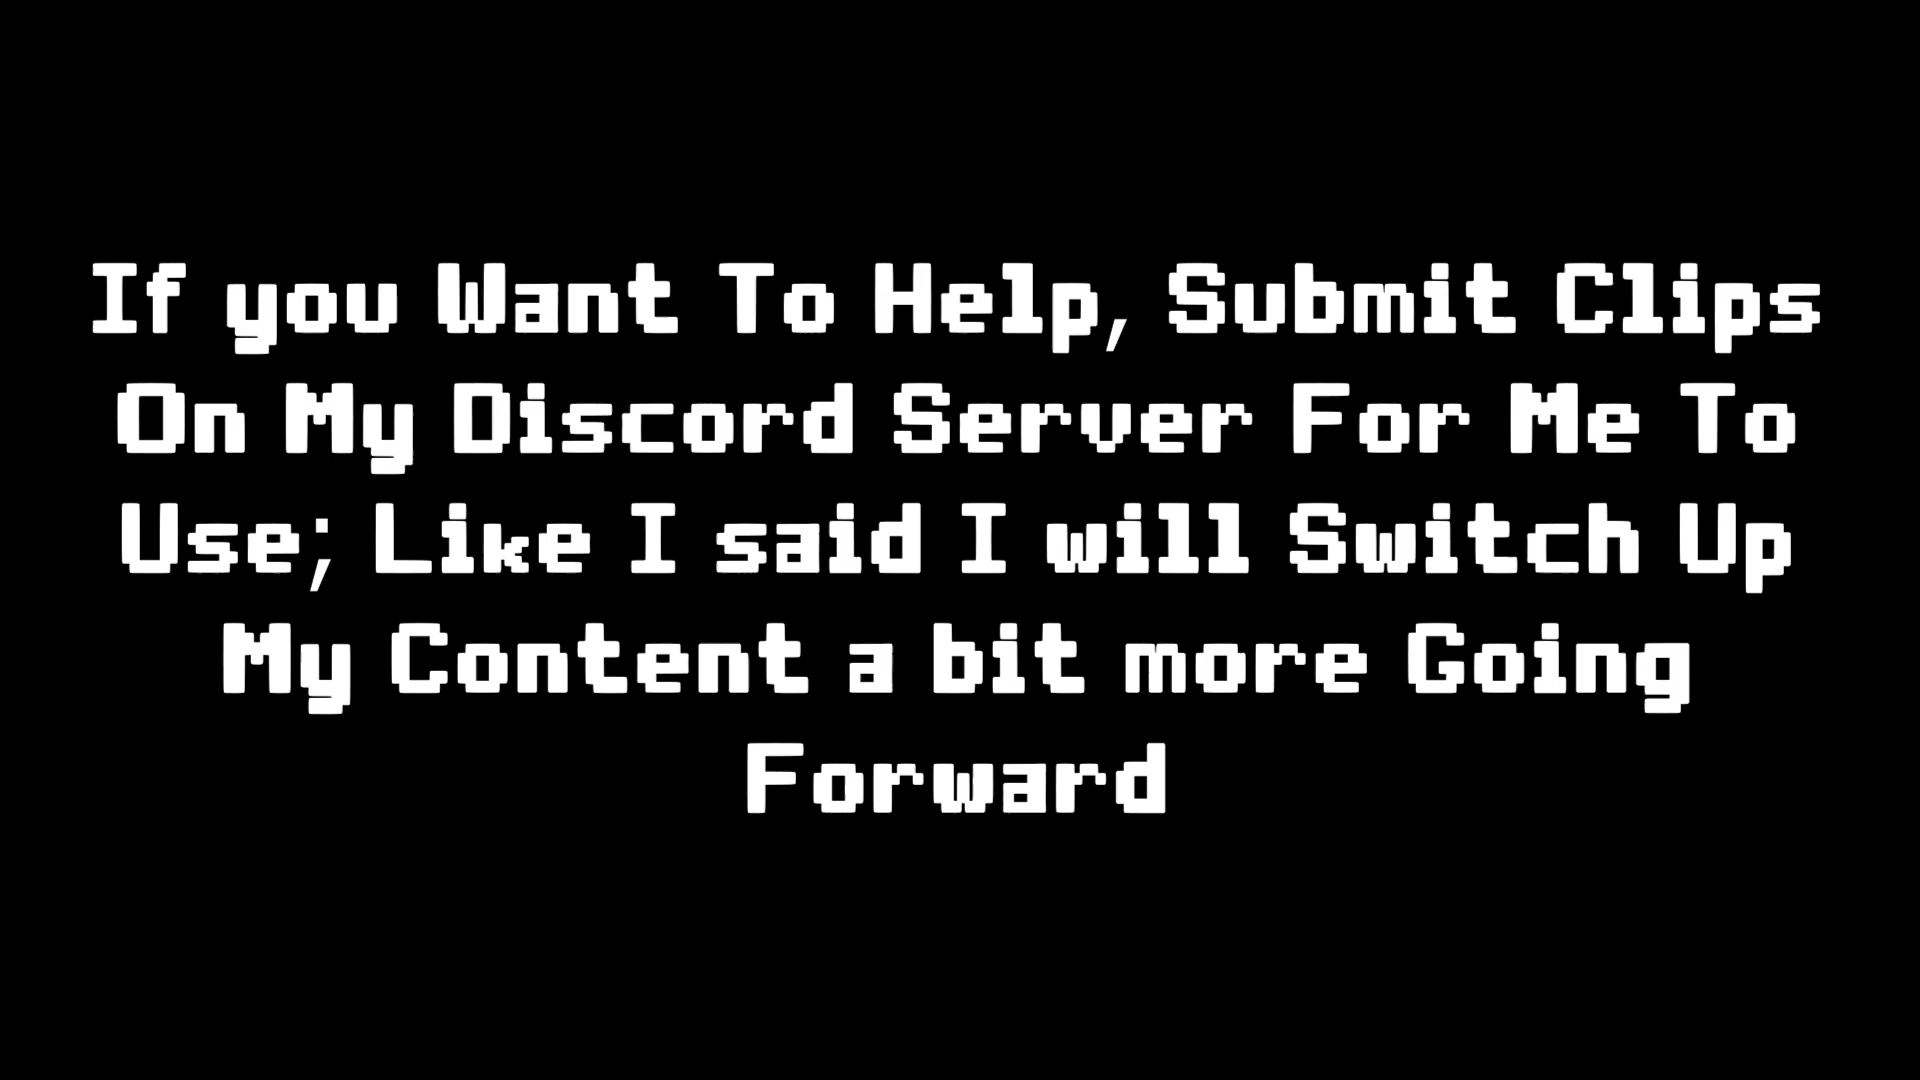 If you Want To Help, Submit Clips
On My Discord Server For Me To
Use; Like I said I will Switch Up
My Content a bit more Going
Forward